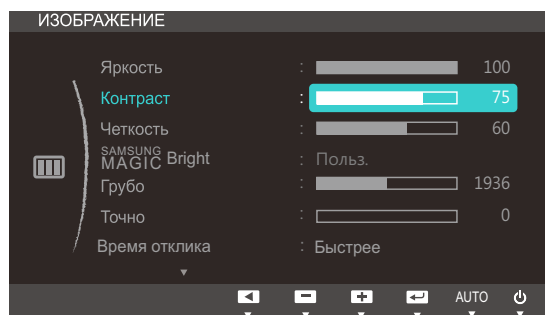 ИЗОБРАЖЕНИЕ
Яркость : 100
Контраст : 75
Четкость : 60
SAMSUNG MAGIC Bright : Польз.
Грубо : 1936
Точно : 0
Время отклика : Быстрее
AUTO